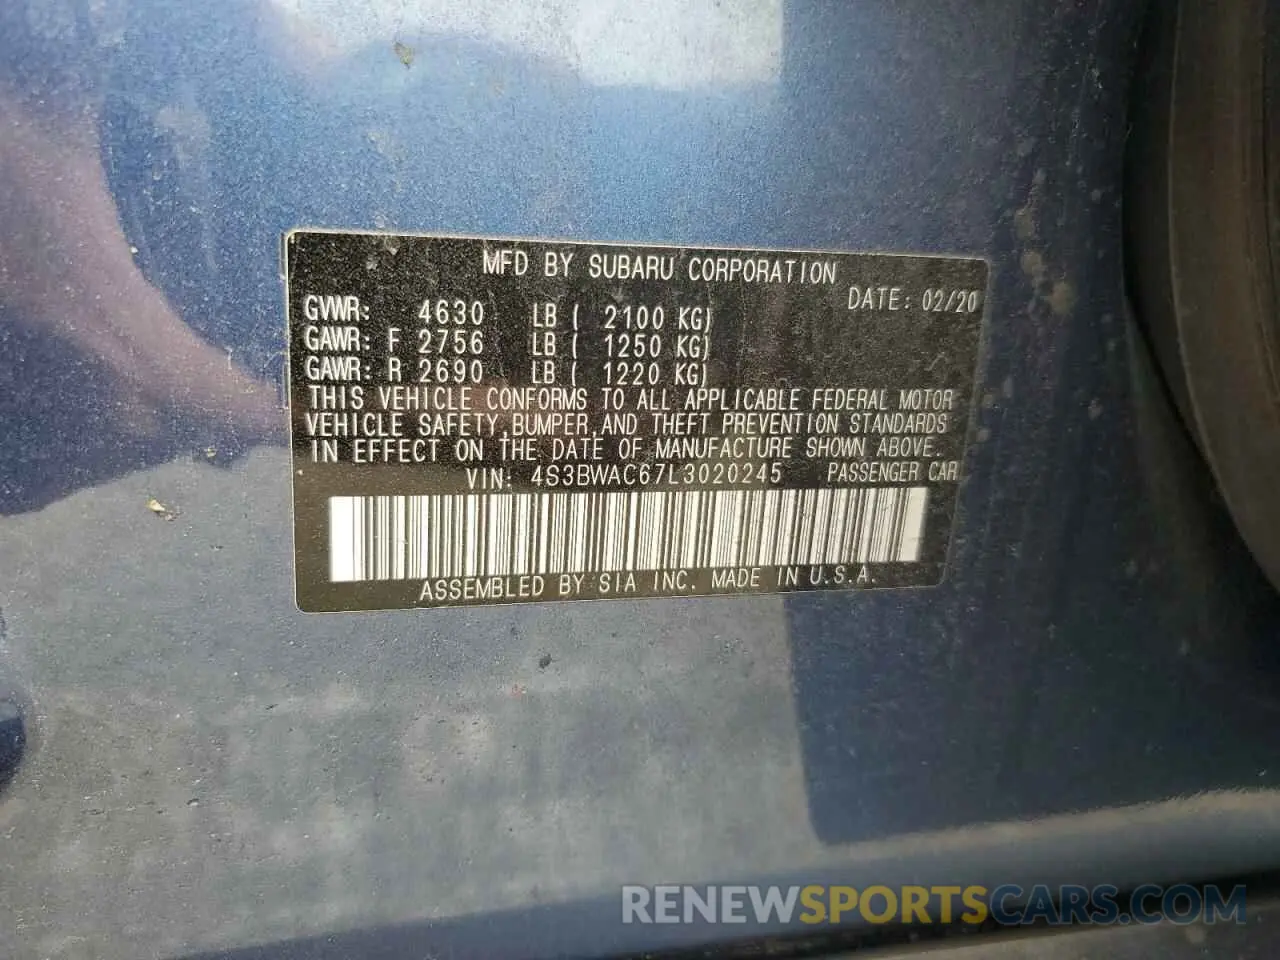 MFD BY SUBARU CORPORATION
DATE: 02/20
GVWR: 4630 LB ( 2100 KG)
GAWR: F 2756 LB ( 1250 KG)
GAWR: R 2690 LB ( 1220 KG)
THIS VEHICLE CONFORMS TO ALL APPLICABLE FEDERAL MOTOR
VEHICLE SAFETY,BUMPER,AND THEFT PREVENTION STANDARDS
IN EFFECT ON THE DATE OF MANUFACTURE SHOWN ABOVE.
VIN: 4S3BWAC67L3020245 PASSENGER CAR
ASSEMBLED BY SIA INC. MADE IN U.S.A.
RENEWSPORTSCARS.COM